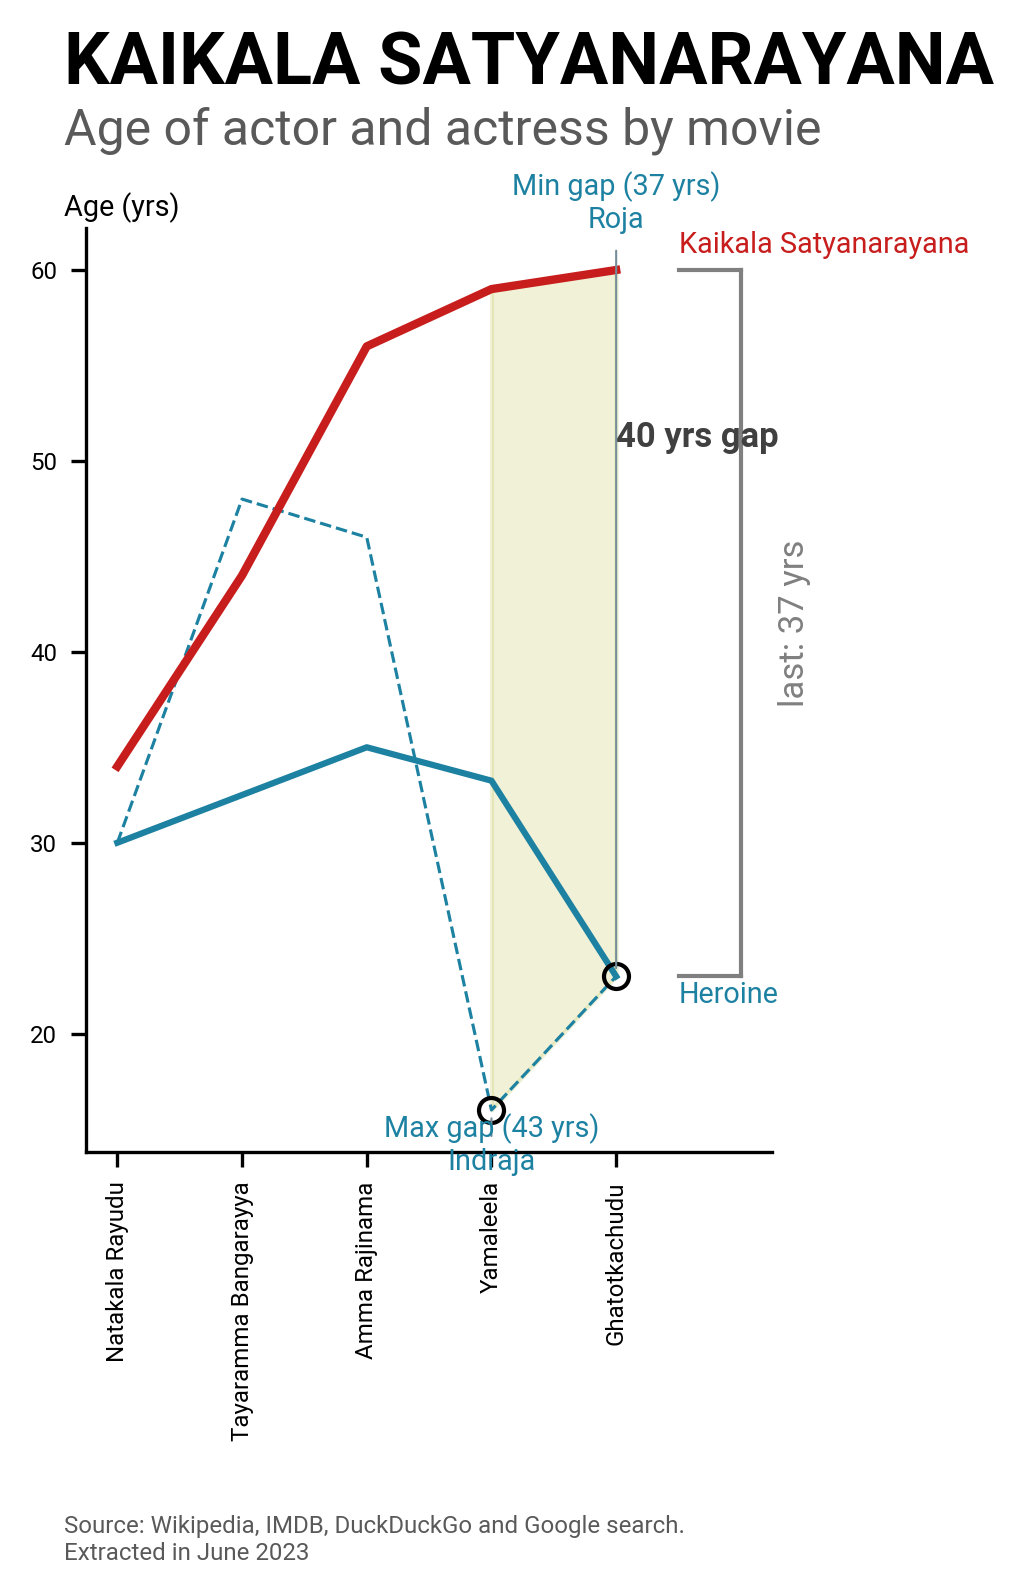 KAIKALA SATYANARAYANA
Age of actor and actress by movie
Min gap (37 yrs)
Roja
Age (yrs)
Kaikala Satyanarayana
60
40 yrs gap
50
last: 37 yrs
40
30
Heroine
20
Max gap (43 yrs)
Indraja
Natakala Rayudu
Tayaramma Bangarayya
Amma Rajinama
Yamaleela
Ghatotkachudu
Source: Wikipedia, IMDB, DuckDuckGo and Google search.
Extracted in June 2023